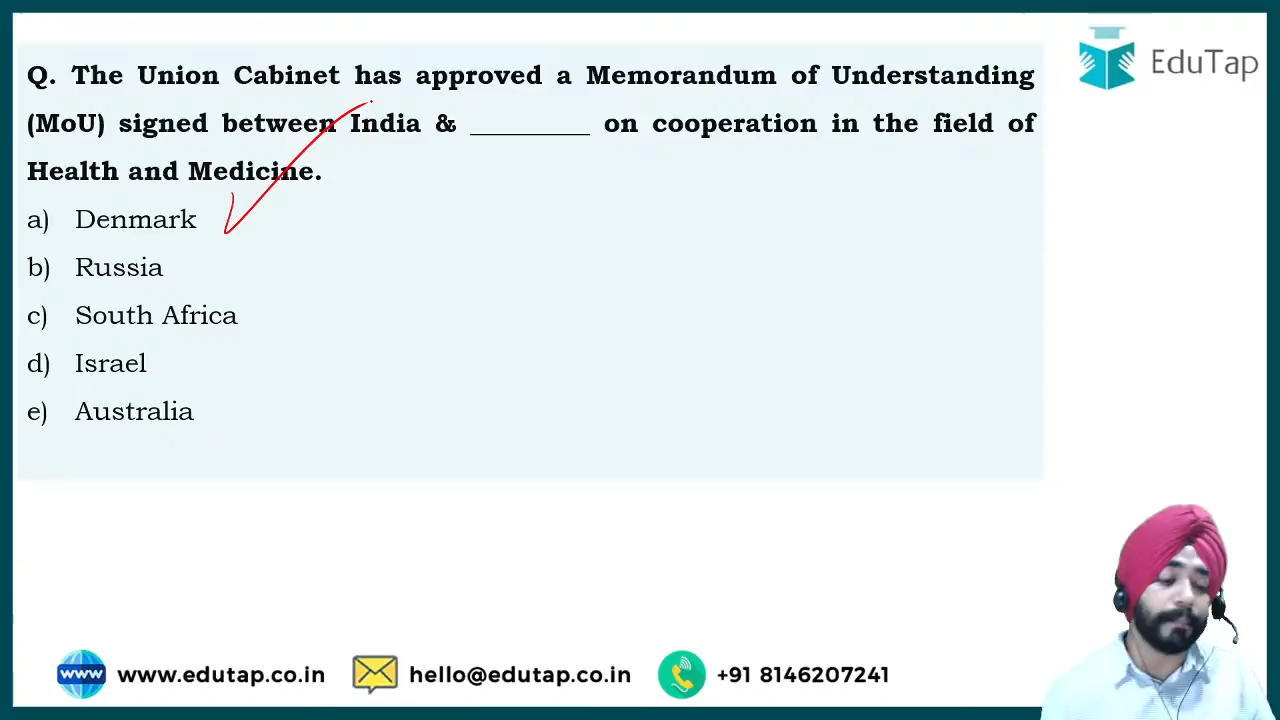 Q. The Union Cabinet has approved a Memorandum of Understanding
(MoU) signed between India & _________ on cooperation in the field of
Health and Medicine.
a) Denmark
b) Russia
c) South Africa
d) Israel
e) Australia
EduTap
www www.edutap.co.in hello@edutap.co.in +91 8146207241